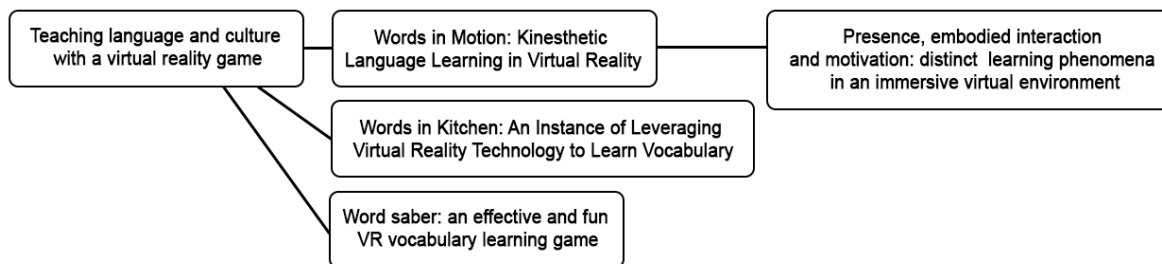 Teaching language and culture
with a virtual reality game
Words in Motion: Kinesthetic
Language Learning in Virtual Reality
Presence, embodied interaction
and motivation: distinct learning phenomena
in an immersive virtual environment
Words in Kitchen: An Instance of Leveraging
Virtual Reality Technology to Learn Vocabulary
Word saber: an effective and fun
VR vocabulary learning game